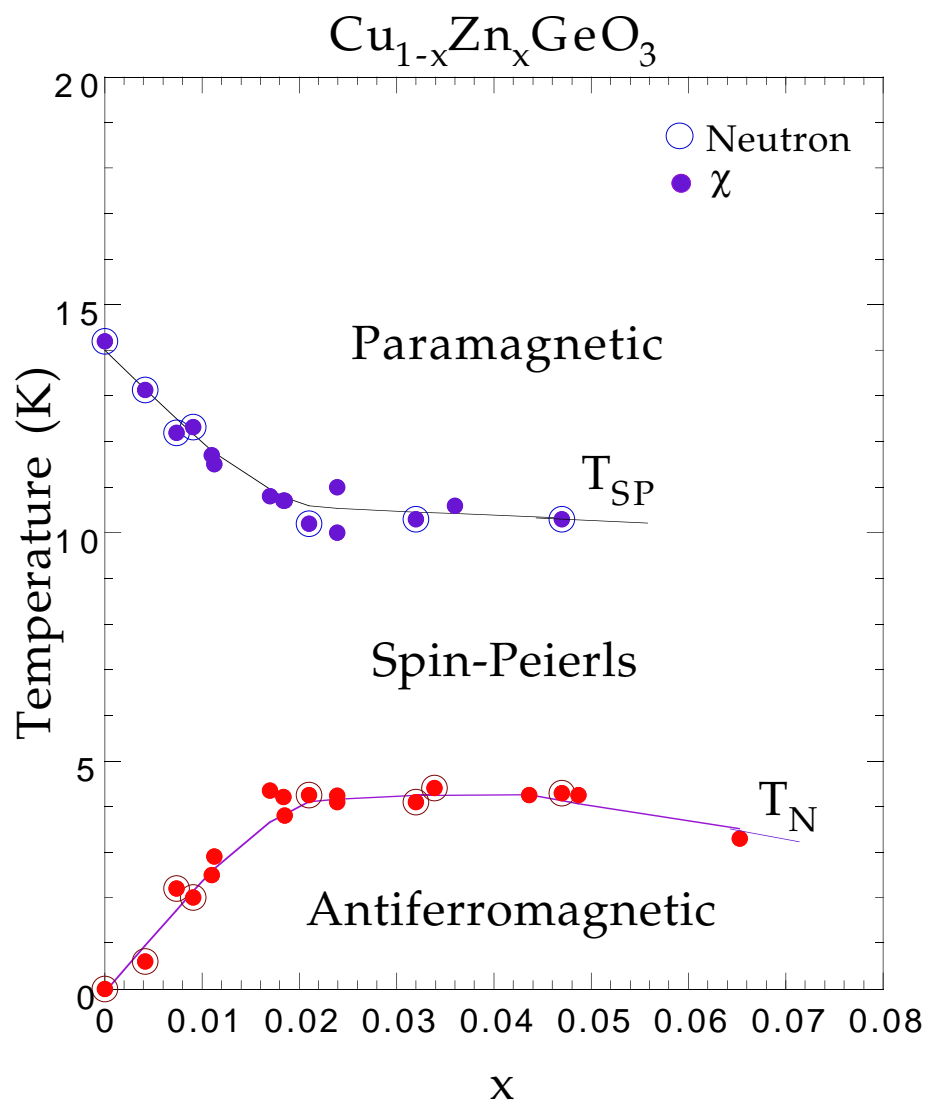 Cu1-xZnxGeO3
20
Neutron
χ
15
Paramagnetic
TSP
10
Temperature (K)
Spin-Peierls
5
TN
Antiferromagnetic
0
0 0.01 0.02 0.03 0.04 0.05 0.06 0.07 0.08
x